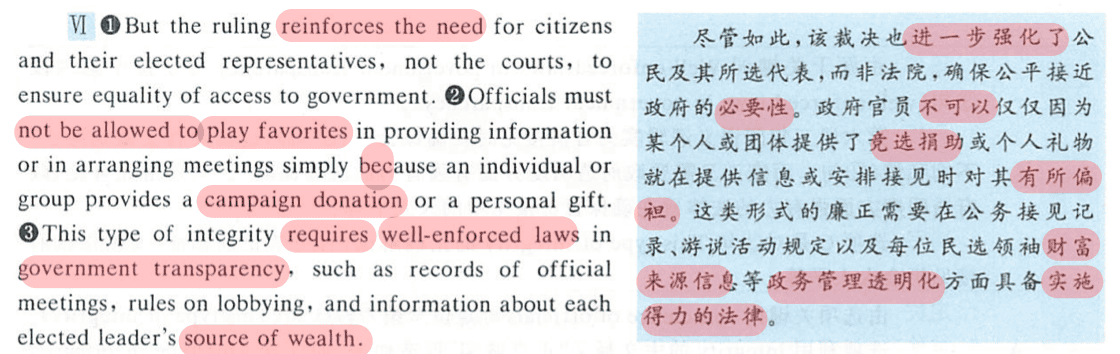 Ⅵ ❶But the ruling reinforces the need for citizens
and their elected representatives, not the courts, to
ensure equality of access to government. ❷Officials must
not be allowed to play favorites in providing information
or in arranging meetings simply because an individual or
group provides a campaign donation or a personal gift.
❸This type of integrity requires well-enforced laws in
government transparency, such as records of official
meetings, rules on lobbying, and information about each
elected leader's source of wealth.
尽管如此,该裁决也进一步强化了公
民及其所选代表,而非法院,确保公平接近
政府的必要性。政府官员不可以仅仅因为
某个人或团体提供了竞选捐助或个人礼物
就在提供信息或安排接见时对其有所偏
袒。这类形式的廉正需要在公务接见记
录、游说活动规定以及每位民选领袖财富
来源信息等政务管理透明化方面具备实施
得力的法律。